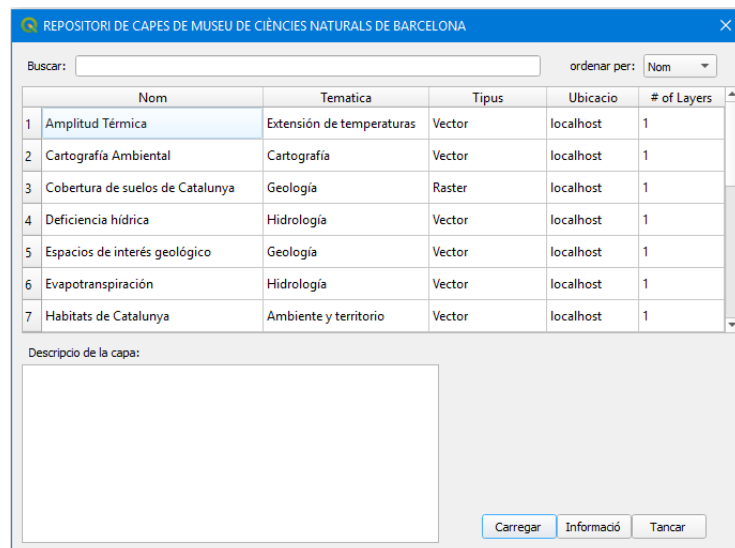 REPOSITORI DE CAPES DE MUSEU DE CIÈNCIES NATURALS DE BARCELONA
Buscar: ordenar per: Nom
Nom Tematica Tipus Ubicacio # of Layers
1 Amplitud Térmica Extensión de temperaturas Vector localhost 1
2 Cartografía Ambiental Cartografía Vector localhost 1
3 Cobertura de suelos de Catalunya Geología Raster localhost 1
4 Deficiencia hídrica Hidrología Vector localhost 1
5 Espacios de interés geológico Geología Vector localhost 1
6 Evapotranspiración Hidrología Vector localhost 1
7 Habitats de Catalunya Ambiente y territorio Vector localhost 1
Descripcio de la capa:
Carregar Informació Tancar